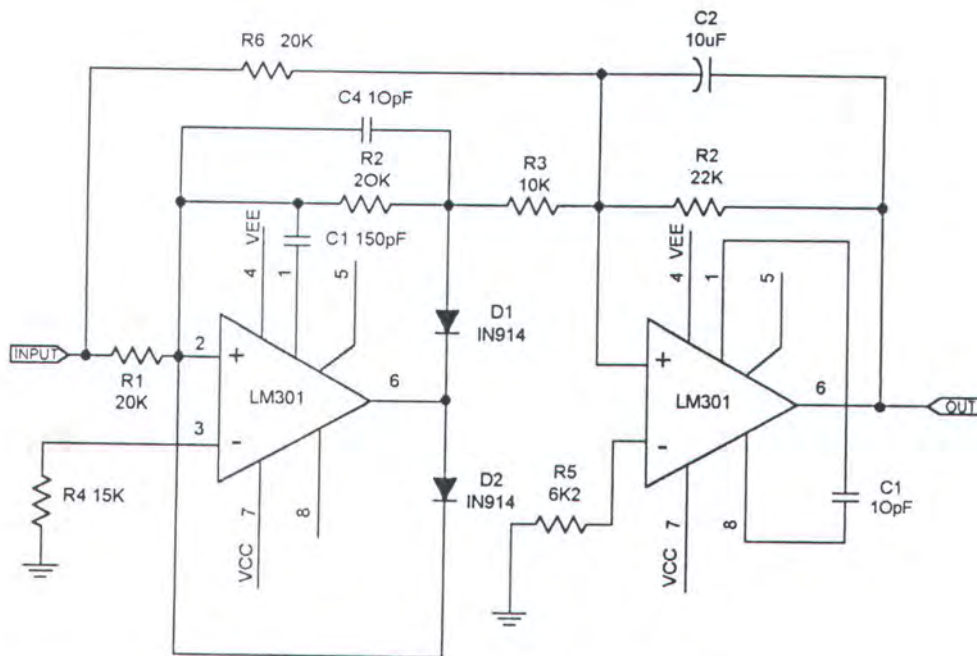 C2
10uF
R6 20K
C4 1OpF
R2
2OK
R3
10K
R2
22K
C1 150pF
VEE
4
1
5
VEE
4
1
5
D1
IN914
INPUT
R1
20K
2
+
LM301
6
3
-
+
LM301
6
OUT
-
R4 15K
D2
IN914
R5
6K2
C1
1OpF
7
8
VCC
7
8
VCC